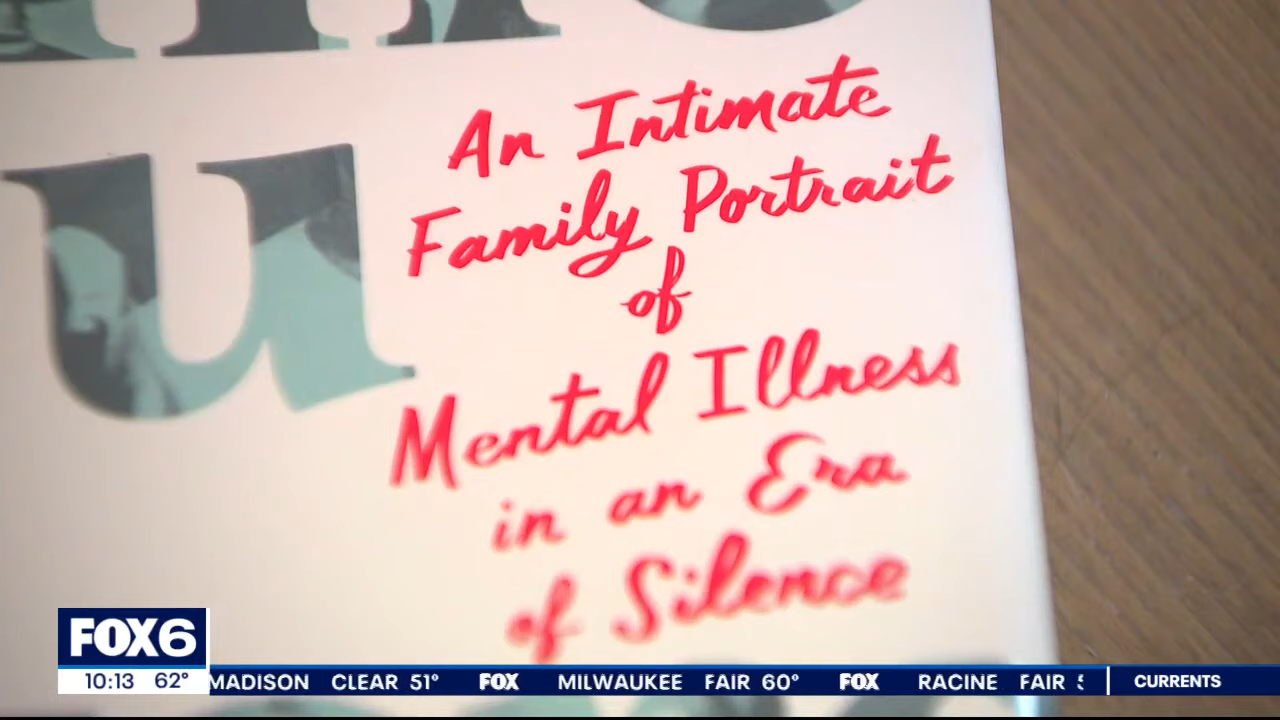 u
An Intimate
Family Portrait
of
Mental Illness
in an Era
of Silence
FOX6
10:13 62° MADISON CLEAR 51° FOX MILWAUKEE FAIR 60° FOX RACINE FAIR CURRENTS